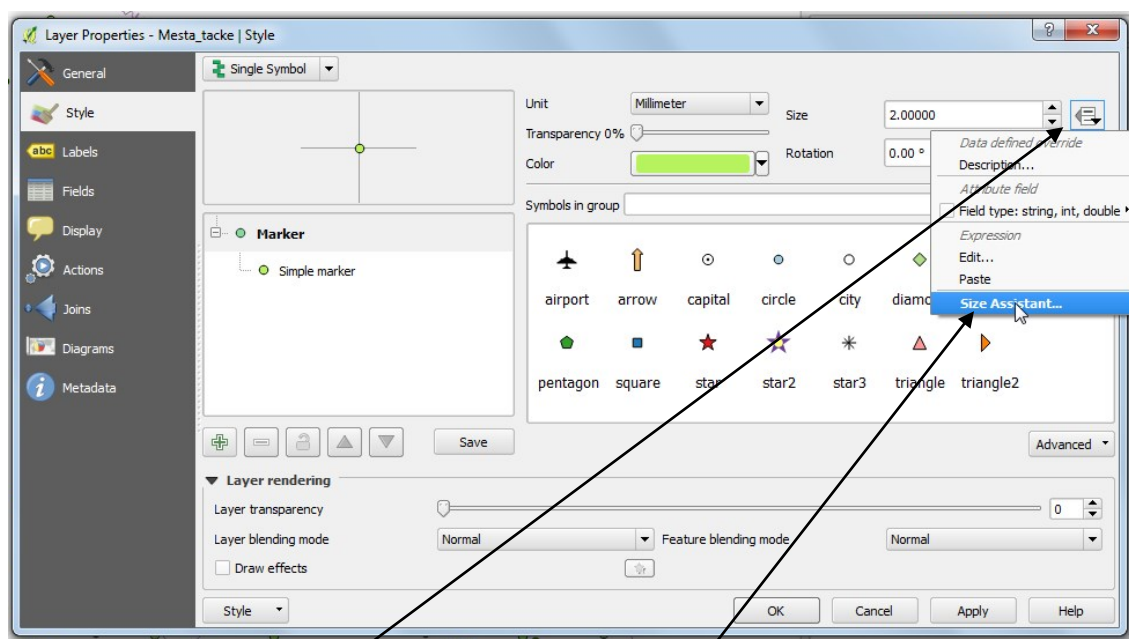 Layer Properties - Mesta_tacke | Style
General
Style
abc Labels
Fields
Display
Actions
Joins
Diagrams
Metadata
Single Symbol
Unit Millimeter
Transparency 0%
Color
Size 2.00000
Rotation 0.00 °
Data defined override
Description...
Attribute field
Field type: string, int, double
Expression
Edit...
Paste
Size Assistant...
Marker
Simple marker
Symbols in group
airport arrow capital circle city
pentagon square star star2 star3 triangle triangle2
Save
Advanced
Layer rendering
Layer transparency 0
Layer blending mode Normal Feature blending mode Normal
Draw effects
Style OK Cancel Apply Help